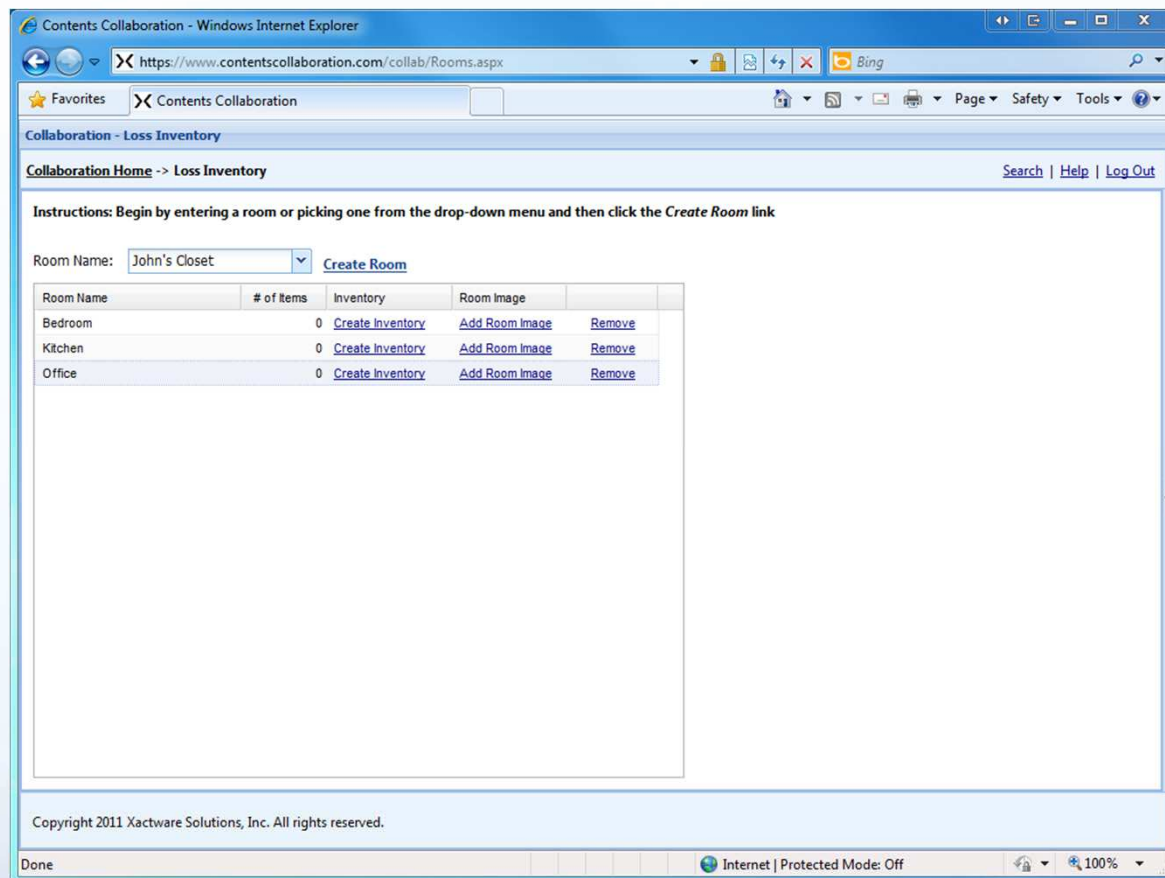 Contents Collaboration - Windows Internet Explorer
https://www.contentscollaboration.com/collab/Rooms.aspx
Bing
Favorites
Contents Collaboration
Page
Safety
Tools
Collaboration - Loss Inventory
Collaboration Home -> Loss Inventory
Search | Help | Log Out
Instructions: Begin by entering a room or picking one from the drop-down menu and then click the Create Room link
Room Name: John's Closet Create Room
Room Name # of Items Inventory Room Image
Bedroom 0 Create Inventory Add Room Image Remove
Kitchen 0 Create Inventory Add Room Image Remove
Office 0 Create Inventory Add Room Image Remove
Copyright 2011 Xactware Solutions, Inc. All rights reserved.
Done
Internet | Protected Mode: Off
100%